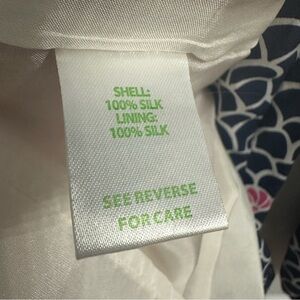 SHELL:
100% SILK
LINING:
100% SILK
SEE REVERSE
FOR CARE